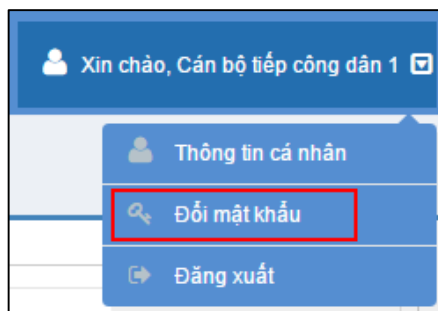 Xin chào, Cán bộ tiếp công dân 1
Thông tin cá nhân
Đổi mật khẩu
Đăng xuất